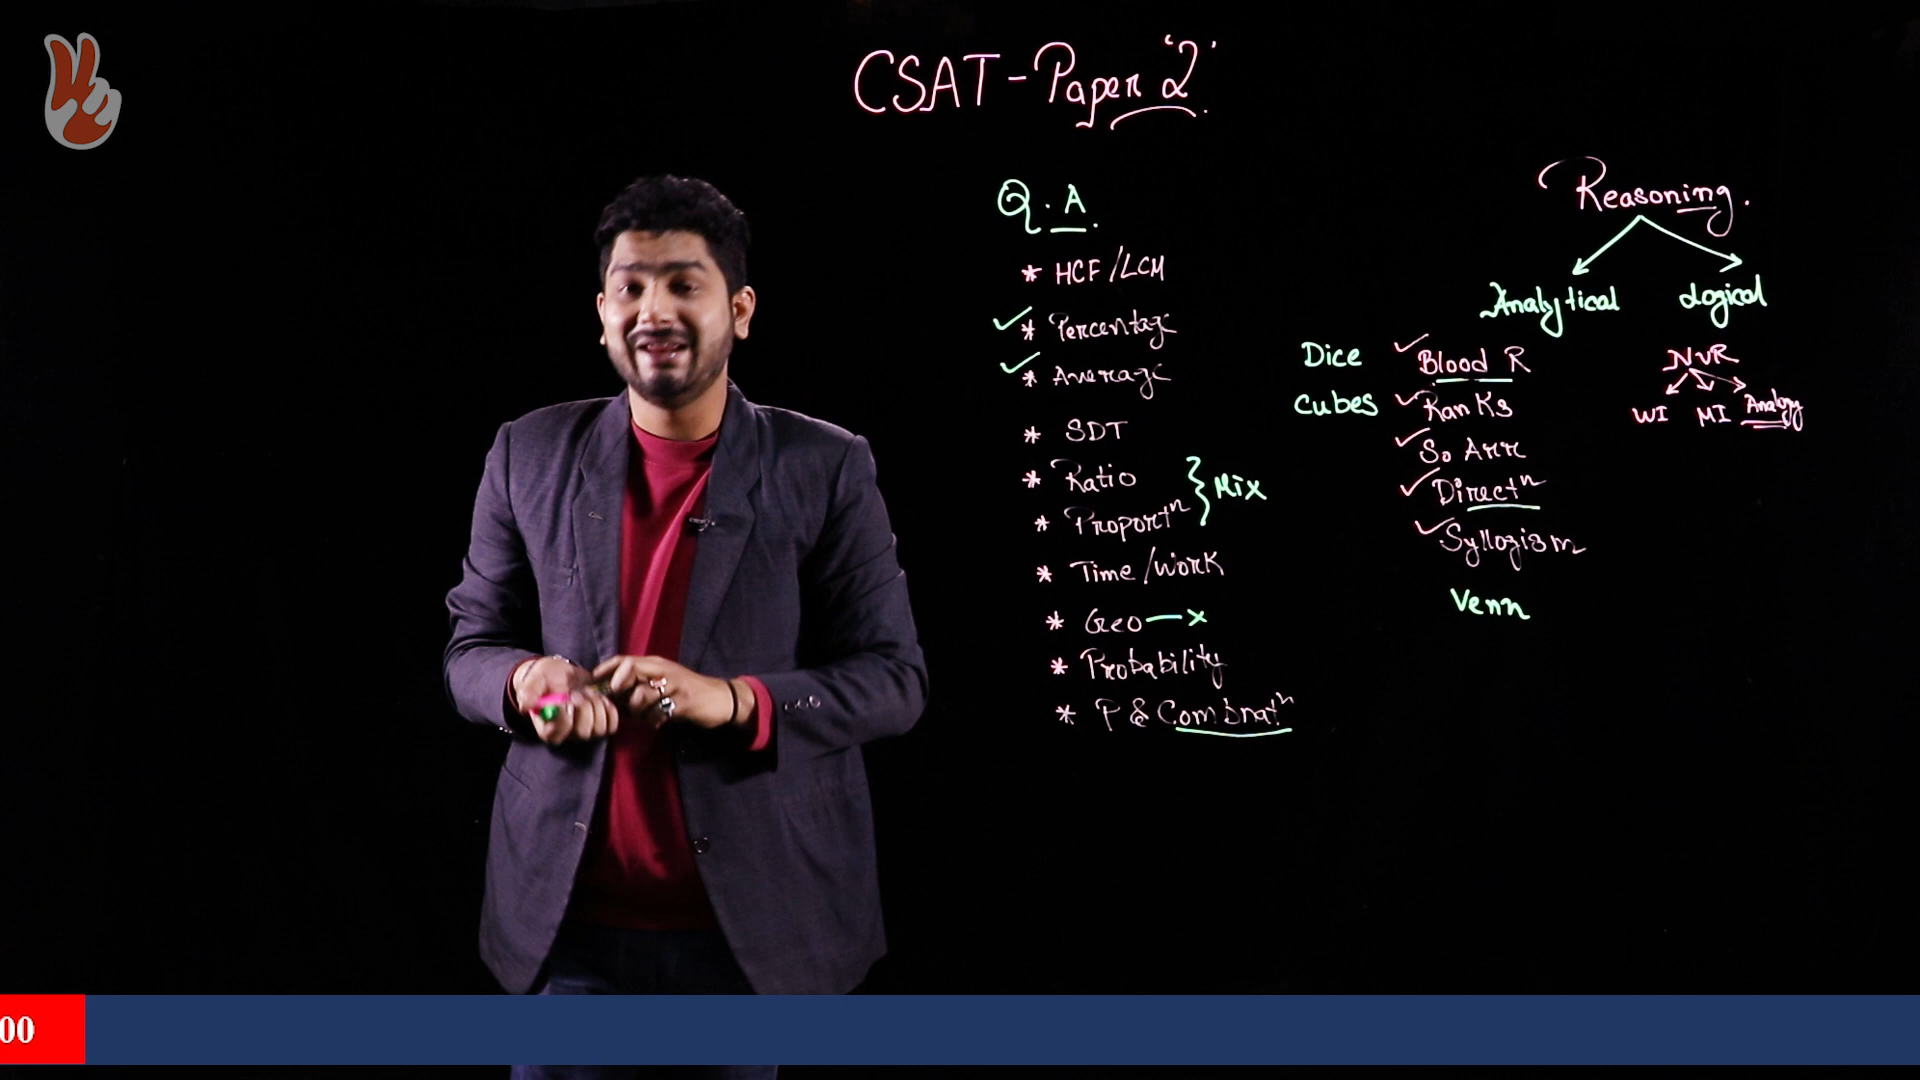 CSAT - Paper '2'.
Q.A.
* HCF/LCM
✓ * Percentage
✓ * Average
* SDT
* Ratio
* Proportⁿ } Mix
* Time/Work
* Geo — x
* Probability
* P & Combnatⁿ
Reasoning.
Analytical
Logical
Dice
Cubes
✓ Blood R
✓ Ranks
✓ So Arr
✓ Directⁿ
✓ Syllogism
Venn
NVR
WI MI Analogy
00